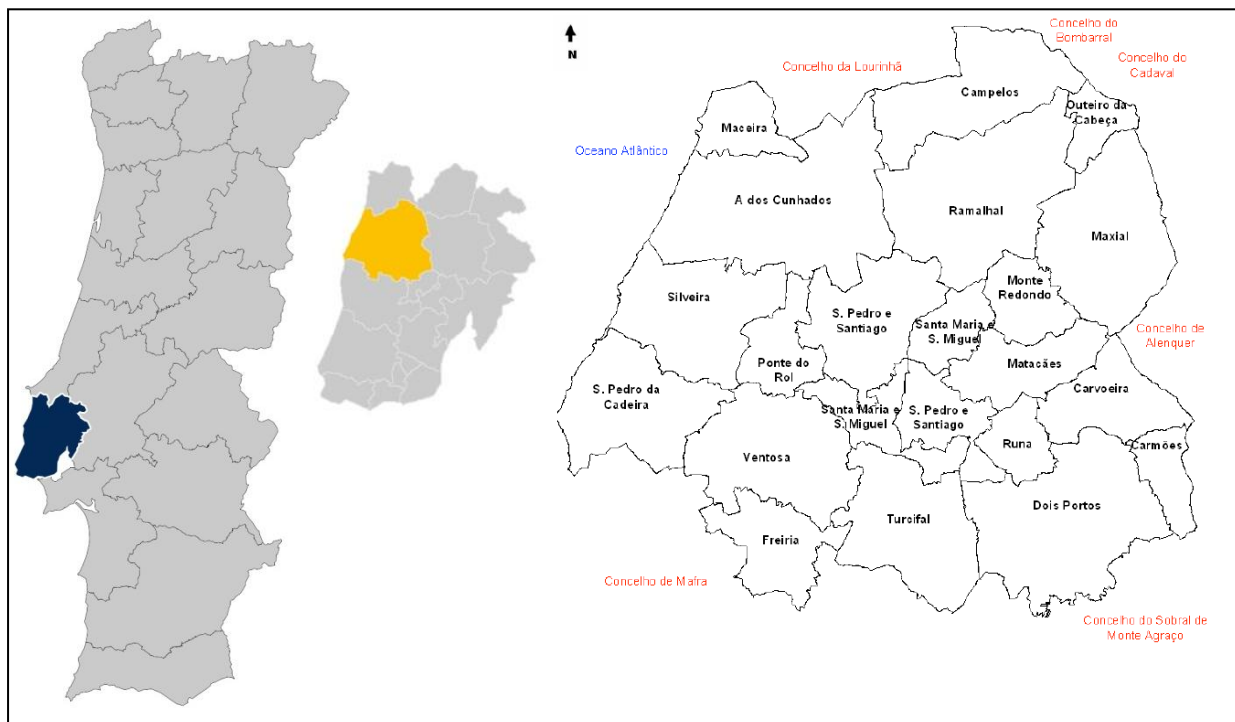 N
Concelho do
Bombarral
Concelho do
Cadaval
Concelho da Lourinhã
Campelos
Outeiro da
Cabeça
Maceira
Oceano Atlântico
A dos Cunhados
Ramalhal
Maxial
Silveira
Monte
Redondo
S. Pedro e
Santiago
Santa Maria e
S. Miguel
Concelho de
Alenquer
Ponte do
Rol
Matacães
S. Pedro da
Cadeira
Carvoeira
Santa Maria e
S. Miguel
S. Pedro e
Santiago
Runa
Carmões
Ventosa
Dois Portos
Turcifal
Freiria
Concelho de Mafra
Concelho do Sobral de
Monte Agraço